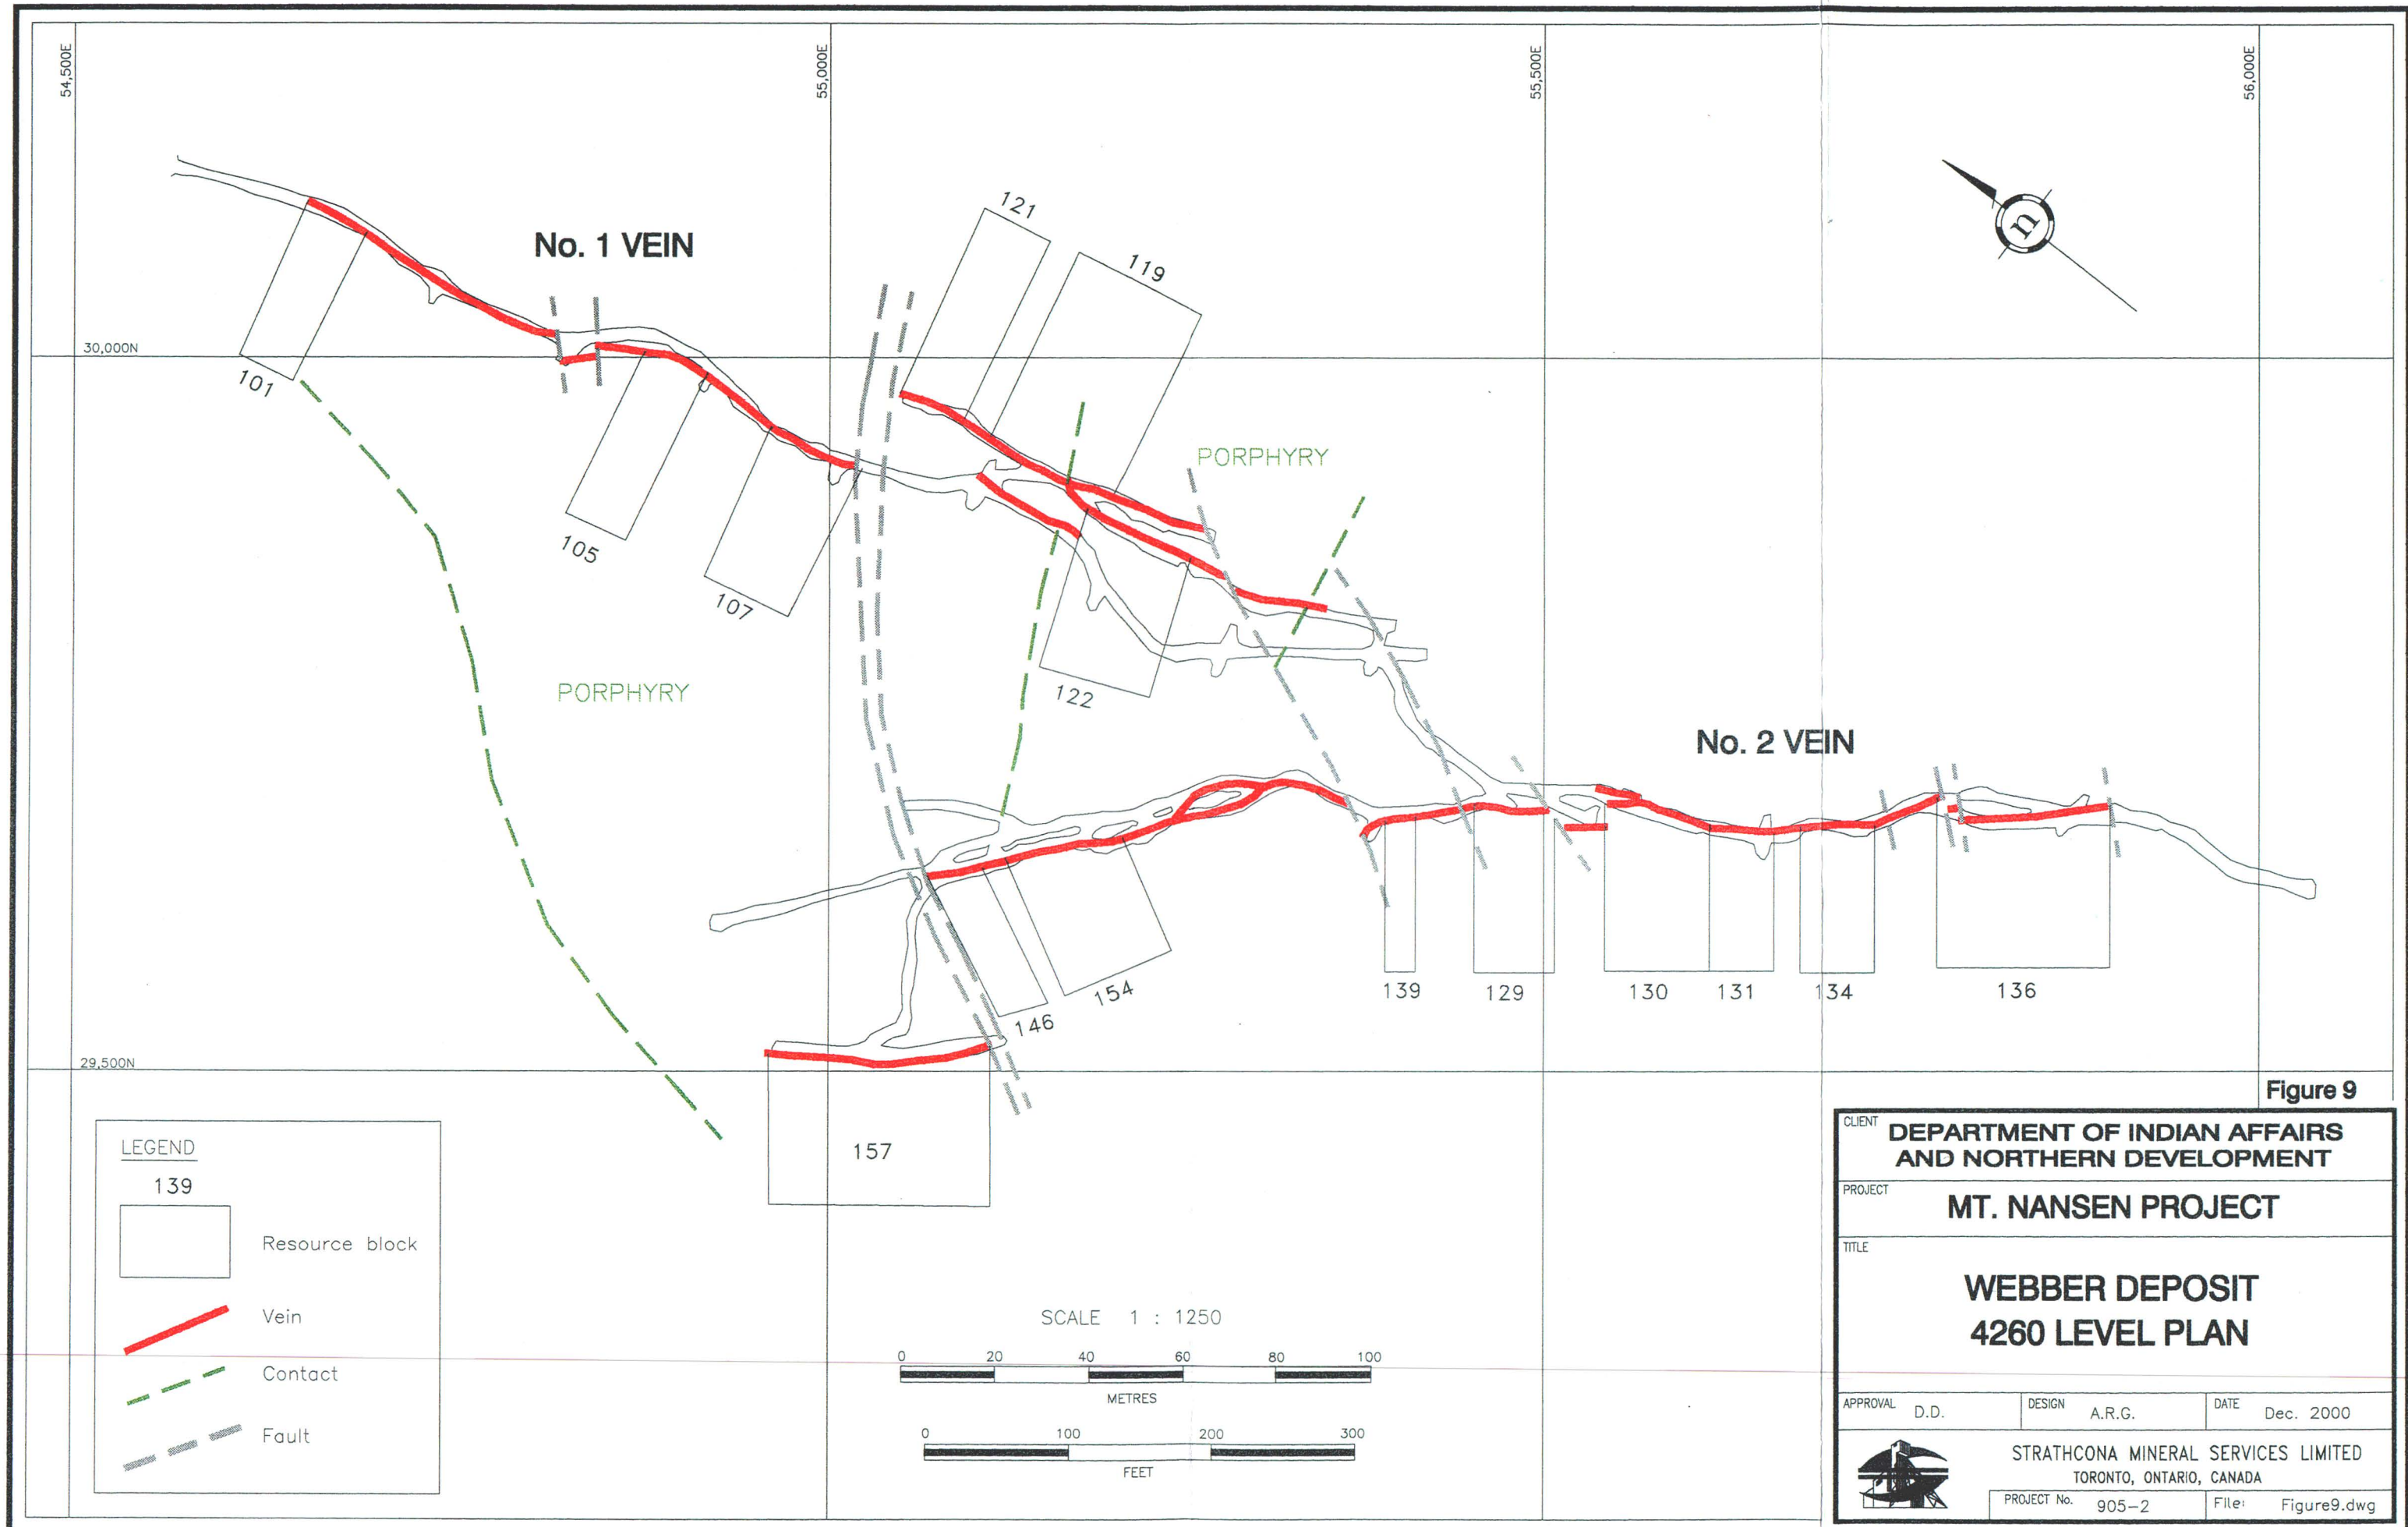 54,500E
55,000E
55,500E
56,000E
121
No. 1 VEIN
119
n
30,000N
101
PORPHYRY
105
107
PORPHYRY
122
No. 2 VEIN
139
129
130
131
134
136
154
146
29,500N
157
Figure 9
LEGEND
139
Resource block
Vein
Contact
Fault
SCALE 1 : 1250
0 20 40 60 80 100
METRES
0 100 200 300
FEET
CLIENT
DEPARTMENT OF INDIAN AFFAIRS
AND NORTHERN DEVELOPMENT
PROJECT
MT. NANSEN PROJECT
TITLE
WEBBER DEPOSIT
4260 LEVEL PLAN
APPROVAL D.D.
DESIGN A.R.G.
DATE Dec. 2000
STRATHCONA MINERAL SERVICES LIMITED
TORONTO, ONTARIO, CANADA
PROJECT No. 905-2
File: Figure9.dwg